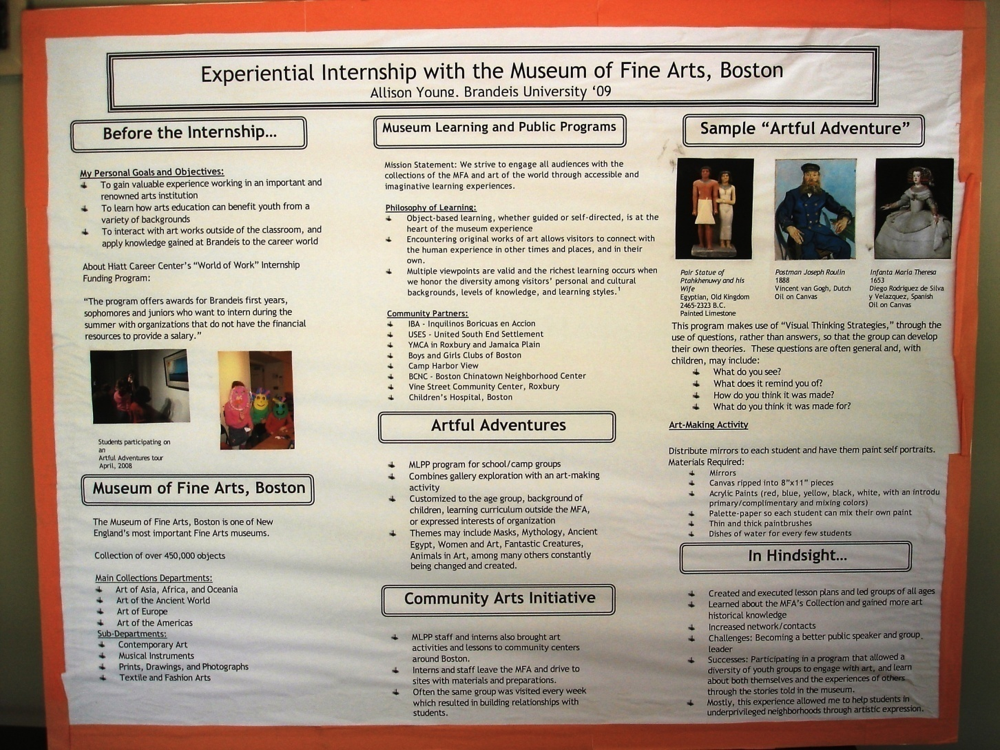 Experiential Internship with the Museum of Fine Arts, Boston
Allison Young. Brandeis University ‘09
Before the Internship...
My Personal Goals and Objectives:
To gain valuable experience working in an important and
renowned arts institution
To learn how arts education can benefit youth from a
variety of backgrounds
To interact with art works outside of the classroom, and
apply knowledge gained at Brandeis to the career world
About Hiatt Career Center’s “World of Work” Internship
Funding Program:
“The program offers awards for Brandeis first years,
sophomores and juniors who want to intern during the
summer with organizations that do not have the financial
resources to provide a salary.”
Students participating on
an
Artful Adventures tour
April, 2008
Museum of Fine Arts, Boston
The Museum of Fine Arts, Boston is one of New
England’s most important Fine Arts museums.
Collection of over 450,000 objects
Main Collections Departments:
Art of Asia, Africa, and Oceania
Art of the Ancient World
Art of Europe
Art of the Americas
Sub-Departments:
Contemporary Art
Musical Instruments
Prints, Drawings, and Photographs
Textile and Fashion Arts
Museum Learning and Public Programs
Mission Statement: We strive to engage all audiences with the
collections of the MFA and art of the world through accessible and
imaginative learning experiences.
Philosophy of Learning:
Object-based learning, whether guided or self-directed, is at the
heart of the museum experience
Encountering original works of art allows visitors to connect with
the human experience in other times and places, and in their
own.
Multiple viewpoints are valid and the richest learning occurs when
we honor the diversity among visitors’ personal and cultural
backgrounds, levels of knowledge, and learning styles.¹
Community Partners:
IBA - Inquilinos Boricuas en Accion
USES - United South End Settlement
YMCA in Roxbury and Jamaica Plain
Boys and Girls Clubs of Boston
Camp Harbor View
BCNC - Boston Chinatown Neighborhood Center
Vine Street Community Center, Roxbury
Children’s Hospital, Boston
Artful Adventures
MLPP program for school/camp groups
Combines gallery exploration with an art-making
activity
Customized to the age group, background of
children, learning curriculum outside the MFA,
or expressed interests of organization
Themes may include Masks, Mythology, Ancient
Egypt, Women and Art, Fantastic Creatures,
Animals in Art, among many others constantly
being changed and created.
Community Arts Initiative
MLPP staff and interns also brought art
activities and lessons to community centers
around Boston.
Interns and staff leave the MFA and drive to
sites with materials and preparations.
Often the same group was visited every week
which resulted in building relationships with
students.
Sample “Artful Adventure”
Pair Statue of
Ptahkhenuwy and his
Wife
Egyptian, Old Kingdom
2465-2323 B.C.
Painted Limestone
Postman Joseph Roulin
1888
Vincent van Gogh, Dutch
Oil on Canvas
Infanta Maria Theresa
1653
Diego Rodriguez de Silva
y Velazquez, Spanish
Oil on Canvas
This program makes use of “Visual Thinking Strategies,” through the
use of questions, rather than answers, so that the group can develop
their own theories. These questions are often general and, with
children, may include:
What do you see?
What does it remind you of?
How do you think it was made?
What do you think it was made for?
Art-Making Activity
Distribute mirrors to each student and have them paint self portraits.
Materials Required:
Mirrors
Canvas ripped into 8”x11” pieces
Acrylic Paints (red, blue, yellow, black, white, with an introdu
primary/complimentary and mixing colors)
Palette-paper so each student can mix their own paint
Thin and thick paintbrushes
Dishes of water for every few students
In Hindsight...
Created and executed lesson plans and led groups of all ages
Learned about the MFA’s Collection and gained more art
historical knowledge
Increased network/contacts
Challenges: Becoming a better public speaker and group
leader
Successes: Participating in a program that allowed a
diversity of youth groups to engage with art, and learn
about both themselves and the experiences of others
through the stories told in the museum.
Mostly, this experience allowed me to help students in
underprivileged neighborhoods through artistic expression.